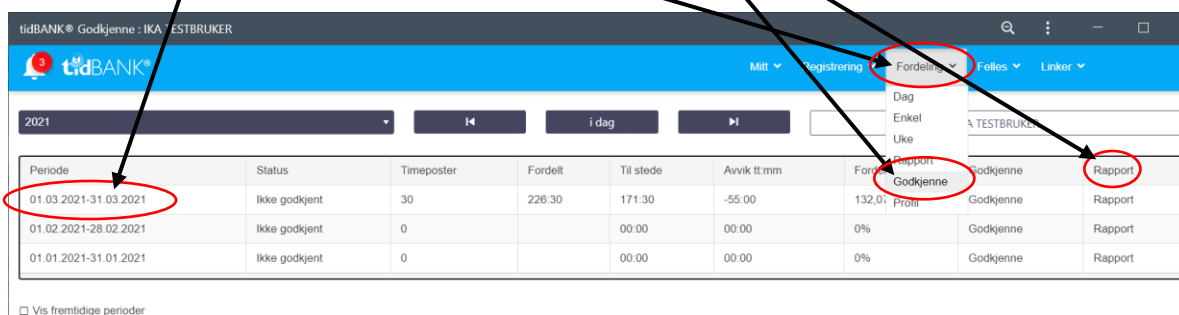 tidBANK® Godkjenne : IKA TESTBRUKER
3 tidBANK® Mitt Registrering Fordeling Felles Linker
Dag
Enkel
Uke
Rapport
Godkjenne
Profil
2021 i dag TESTBRUKER
Periode Status Timeposter Fordelt Til stede Avvik tt:mm Godkjenne Rapport
01.03.2021-31.03.2021 Ikke godkjent 30 226:30 171:30 -55:00 Godkjenne Rapport
01.02.2021-28.02.2021 Ikke godkjent 0 00:00 00:00 0% Godkjenne Rapport
01.01.2021-31.01.2021 Ikke godkjent 0 00:00 00:00 0% Godkjenne Rapport
Vis fremtidige perioder